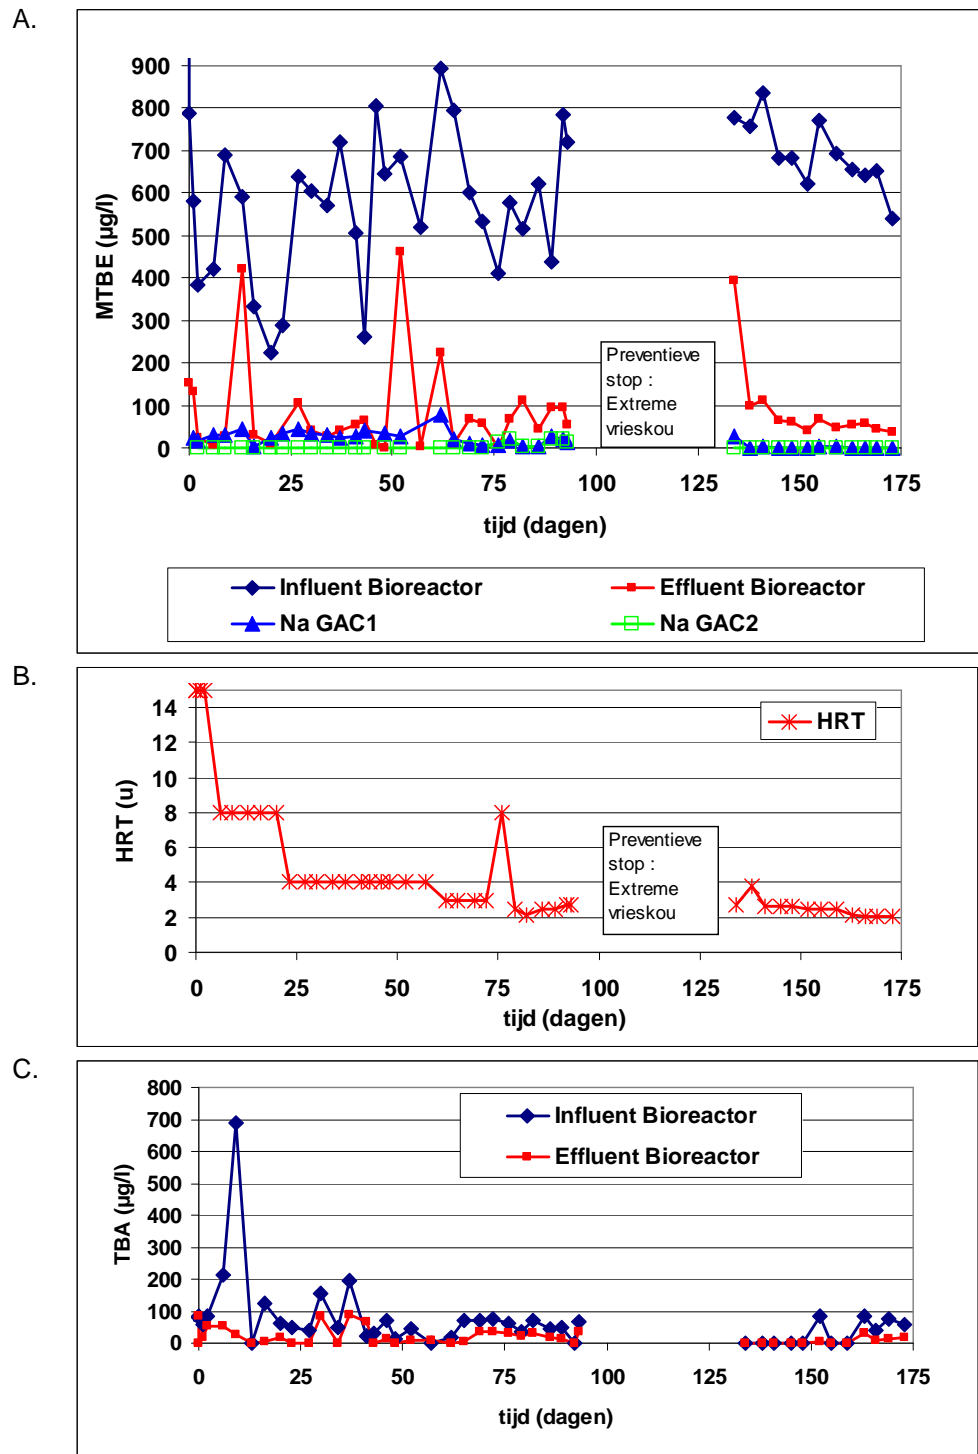 A.
900
800
700
600
500
400
300
200
100
0
MTBE (µg/l)
Preventieve
stop :
Extreme
vrieskou
0 25 50 75 100 125 150 175
tijd (dagen)
Influent Bioreactor Effluent Bioreactor
Na GAC1 Na GAC2
B.
14
12
10
8
6
4
2
0
HRT (u)
HRT
Preventieve
stop :
Extreme
vrieskou
0 25 50 75 100 125 150 175
tijd (dagen)
C.
800
700
600
500
400
300
200
100
0
TBA (µg/l)
Influent Bioreactor
Effluent Bioreactor
0 25 50 75 100 125 150 175
tijd (dagen)